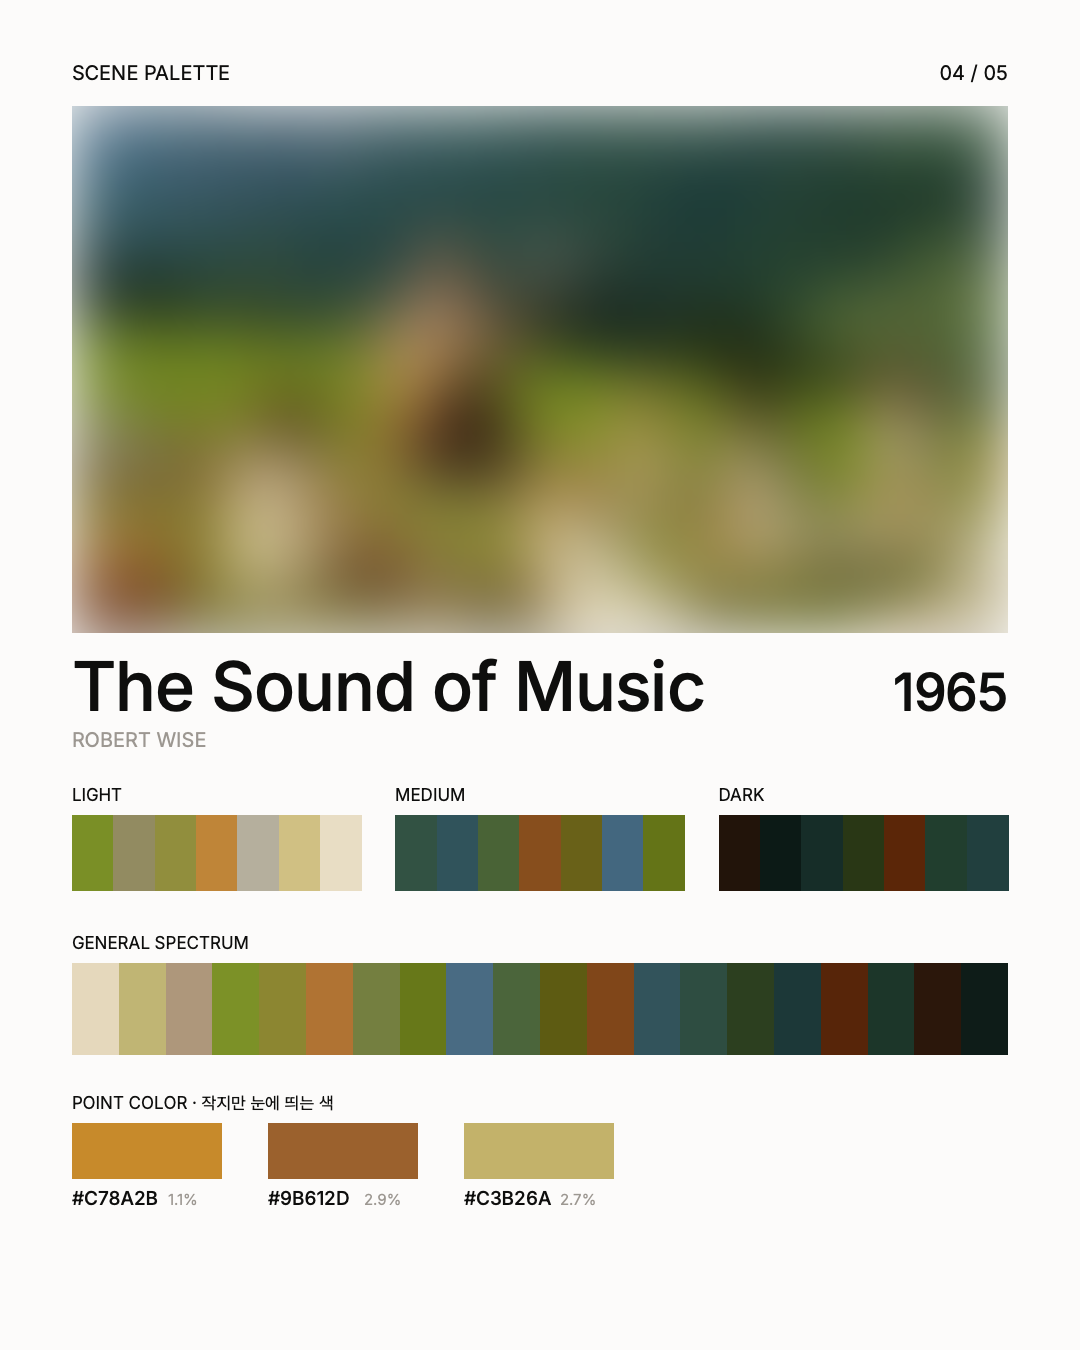 SCENE PALETTE 04 / 05
The Sound of Music 1965
ROBERT WISE
LIGHT MEDIUM DARK
GENERAL SPECTRUM
POINT COLOR · 작지만 눈에 띄는 색
#C78A2B 1.1% #9B612D 2.9% #C3B26A 2.7%